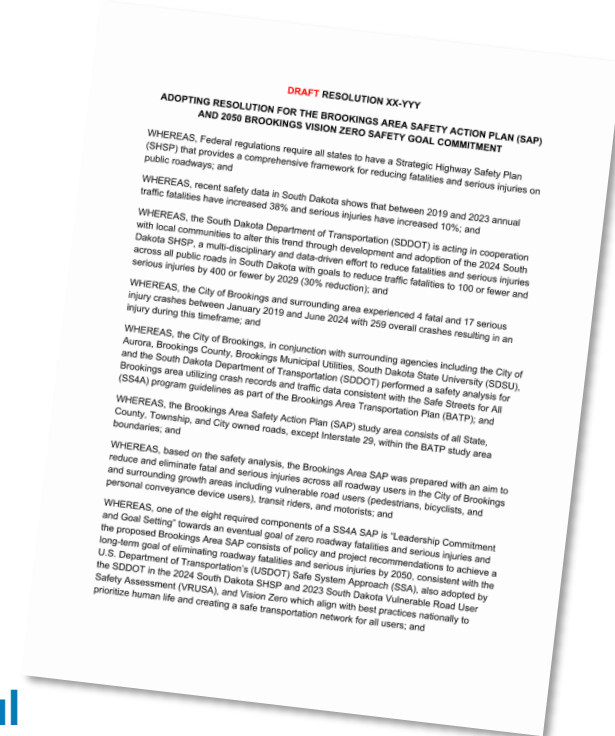 DRAFT RESOLUTION XX-YYY
ADOPTING RESOLUTION FOR THE BROOKINGS AREA SAFETY ACTION PLAN (SAP)
AND 2050 BROOKINGS VISION ZERO SAFETY GOAL COMMITMENT
WHEREAS, Federal regulations require all states to have a Strategic Highway Safety Plan
(SHSP) that provides a comprehensive framework for reducing fatalities and serious injuries on
public roadways; and
WHEREAS, recent safety data in South Dakota shows that between 2019 and 2023 annual
traffic fatalities have increased 38% and serious injuries have increased 10%; and
WHEREAS, the South Dakota Department of Transportation (SDDOT) is acting in cooperation
with local communities to alter this trend through development and adoption of the 2024 South
Dakota SHSP, a multi-disciplinary and data-driven effort to reduce fatalities and serious injuries
across all public roads in South Dakota with goals to reduce traffic fatalities to 100 or fewer and
serious injuries by 400 or fewer by 2029 (30% reduction); and
WHEREAS, the City of Brookings and surrounding area experienced 4 fatal and 17 serious
injury crashes between January 2019 and June 2024 with 259 overall crashes resulting in an
injury during this timeframe; and
WHEREAS, the City of Brookings, in conjunction with surrounding agencies including the City of
Aurora, Brookings County, Brookings Municipal Utilities, South Dakota State University (SDSU),
and the South Dakota Department of Transportation (SDDOT) performed a safety analysis for
Brookings area utilizing crash records and traffic data consistent with the Safe Streets for All
(SS4A) program guidelines as part of the Brookings Area Transportation Plan (BATP); and
WHEREAS, the Brookings Area Safety Action Plan (SAP) study area consists of all State,
County, Township, and City owned roads, except Interstate 29, within the BATP study area
boundaries; and
WHEREAS, based on the safety analysis, the Brookings Area SAP was prepared with an aim to
reduce and eliminate fatal and serious injuries across all roadway users in the City of Brookings
and surrounding growth areas including vulnerable road users (pedestrians, bicyclists, and
personal conveyance device users), transit riders, and motorists; and
WHEREAS, one of the eight required components of a SS4A SAP is "Leadership Commitment
and Goal Setting" towards an eventual goal of zero roadway fatalities and serious injuries and
the proposed Brookings Area SAP consists of policy and project recommendations to achieve a
long-term goal of eliminating roadway fatalities and serious injuries by 2050, consistent with the
U.S. Department of Transportation's (USDOT) Safe System Approach (SSA), also adopted by
the SDDOT in the 2024 South Dakota SHSP and 2023 South Dakota Vulnerable Road User
Safety Assessment (VRUSA), and Vision Zero which align with best practices nationally to
prioritize human life and creating a safe transportation network for all users; and